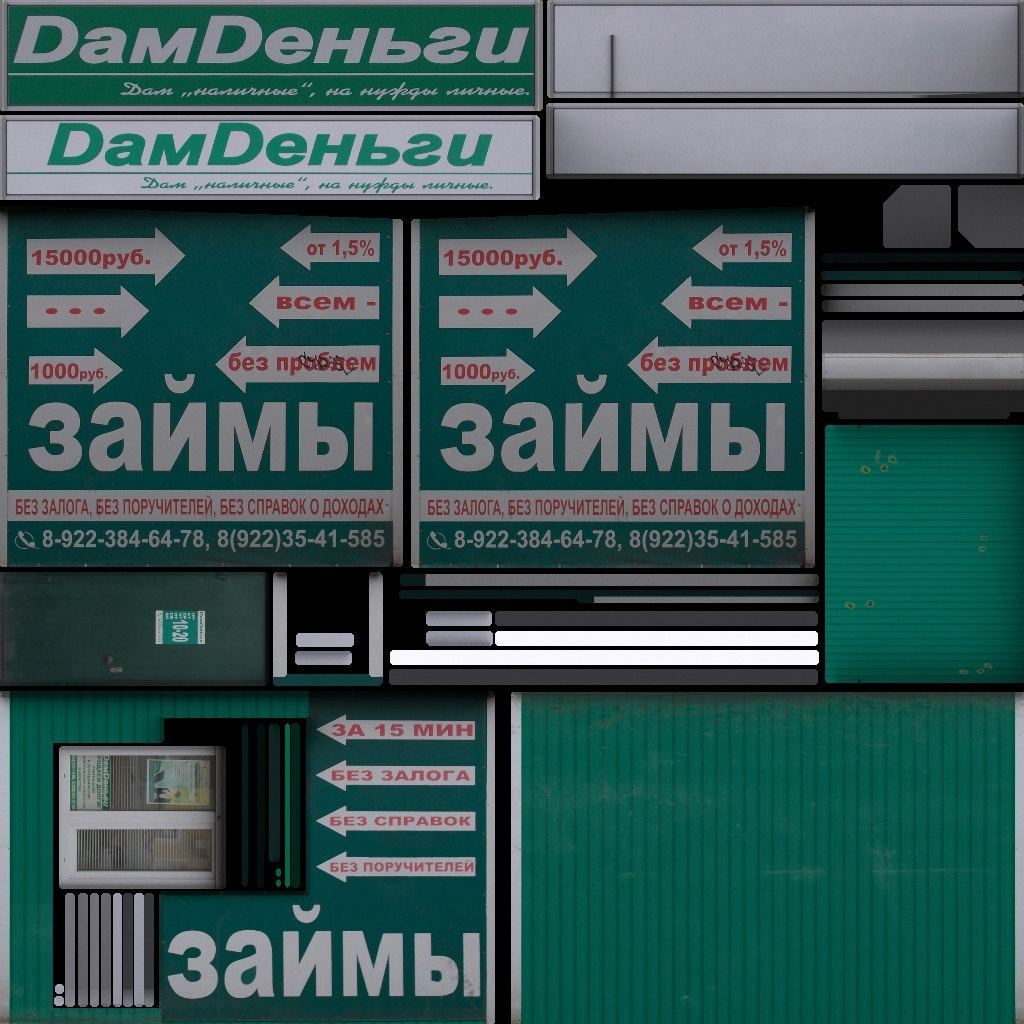 DамDеньги
Дам „наличные“, на нужды личные.
DамDеньги
Дам „наличные“, на нужды личные.
15000руб.
от 1,5%
...
всем -
1000руб.
без проблем
займы
БЕЗ ЗАЛОГА, БЕЗ ПОРУЧИТЕЛЕЙ, БЕЗ СПРАВОК О ДОХОДАХ-
8-922-384-64-78, 8(922)35-41-585
15000руб.
от 1,5%
...
всем -
1000руб.
без проблем
займы
БЕЗ ЗАЛОГА, БЕЗ ПОРУЧИТЕЛЕЙ, БЕЗ СПРАВОК О ДОХОДАХ-
8-922-384-64-78, 8(922)35-41-585
10-20
ЗА 15 МИН
БЕЗ ЗАЛОГА
БЕЗ СПРАВОК
БЕЗ ПОРУЧИТЕЛЕЙ
займы
DамDеньги